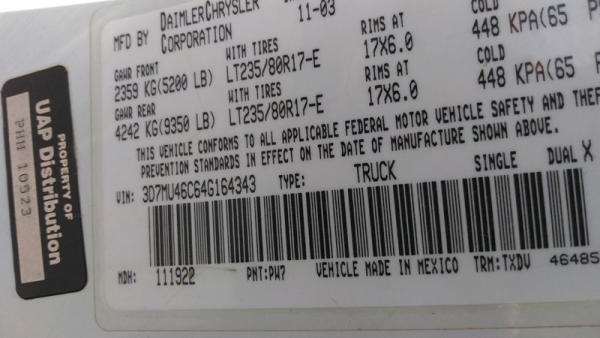 MFD BY DAIMLERCHRYSLER CORPORATION 11-03
GAWR FRONT WITH TIRES RIMS AT COLD
2359 KG(5200 LB) LT235/80R17-E 17X6.0 448 KPA(65
GAWR REAR WITH TIRES RIMS AT COLD
4242 KG(9350 LB) LT235/80R17-E 17X6.0 448 KPA(65
THIS VEHICLE CONFORMS TO ALL APPLICABLE FEDERAL MOTOR VEHICLE SAFETY AND THEF
PREVENTION STANDARDS IN EFFECT ON THE DATE OF MANUFACTURE SHOWN ABOVE.
VIN: 3D7MU46C64G164343 TYPE: TRUCK SINGLE DUAL X
MDH: 111922 PNT:PW7 VEHICLE MADE IN MEXICO TRM:TXDV 46485
PROPERTY OF
UAP Distribution
PHH 10923